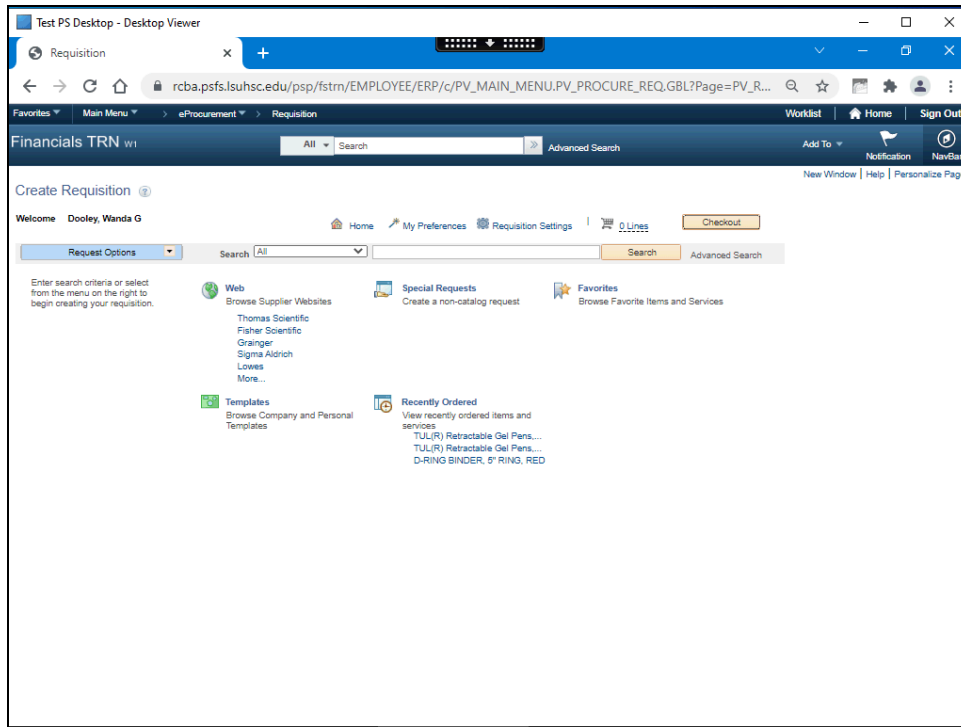 Test PS Desktop - Desktop Viewer
Requisition
rcba.psfs.lsuhsc.edu/psp/fstrn/EMPLOYEE/ERP/c/PV_MAIN_MENU.PV_PROCURE_REQ.GBL?Page=PV_R...
Favorites Main Menu > eProcurement > Requisition Worklist Home Sign Out
Financials TRN W1 All Search Advanced Search Add To Notification NavBar
New Window | Help | Personalize Pag
Create Requisition
Welcome Dooley, Wanda G
Home My Preferences Requisition Settings 0 Lines Checkout
Request Options Search All Search Advanced Search
Enter search criteria or select
from the menu on the right to
begin creating your requisition.
Web
Browse Supplier Websites
Thomas Scientific
Fisher Scientific
Grainger
Sigma Aldrich
Lowes
More...
Special Requests
Create a non-catalog request
Favorites
Browse Favorite Items and Services
Templates
Browse Company and Personal
Templates
Recently Ordered
View recently ordered items and
services
TUL(R) Retractable Gel Pens,...
TUL(R) Retractable Gel Pens,...
D-RING BINDER, 5" RING, RED